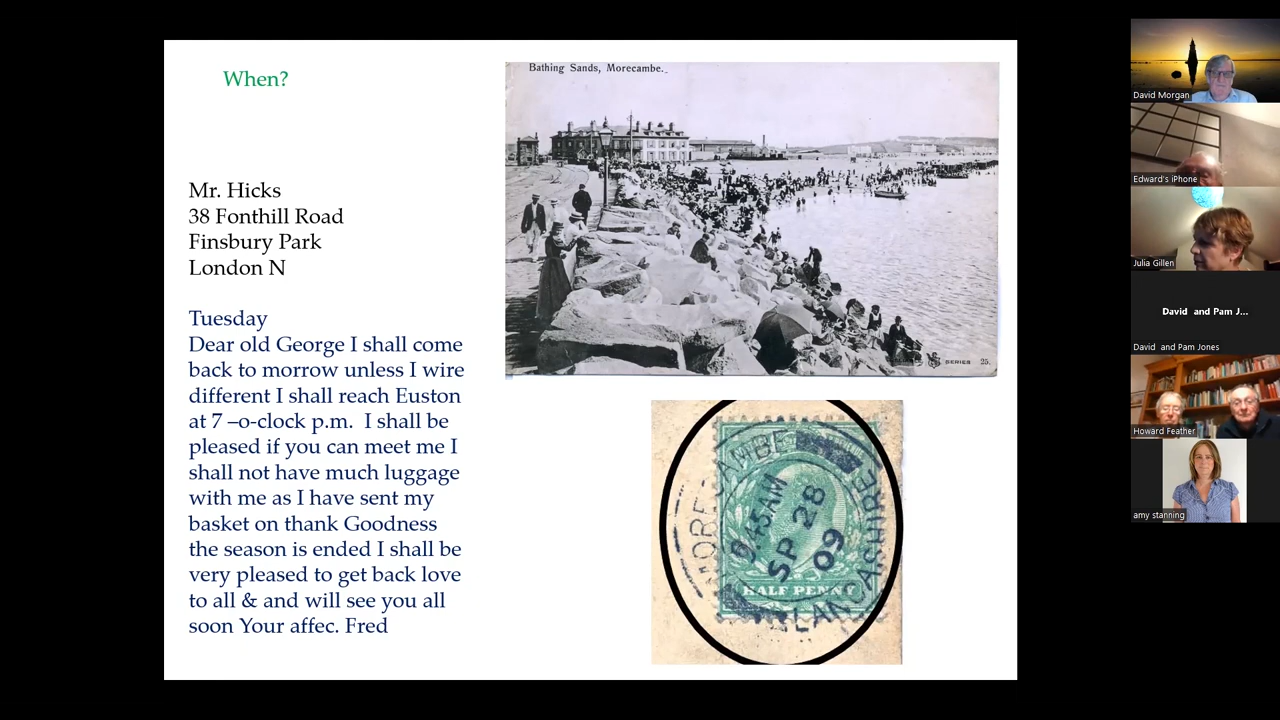 When?
Mr. Hicks
38 Fonthill Road
Finsbury Park
London N
Tuesday
Dear old George I shall come
back to morrow unless I wire
different I shall reach Euston
at 7 –o-clock p.m.  I shall be
pleased if you can meet me I
shall not have much luggage
with me as I have sent my
basket on thank Goodness
the season is ended I shall be
very pleased to get back love
to all & and will see you all
soon Your affec. Fred
Bathing Sands, Morecambe.
SERIES 25.
MORECAMBE
9.45AM
SP 28
09
LANCASHIRE
HALF PENNY
David Morgan
Edward's iPhone
Julia Gillen
David and Pam J...
David and Pam Jones
Howard Feather
amy stanning